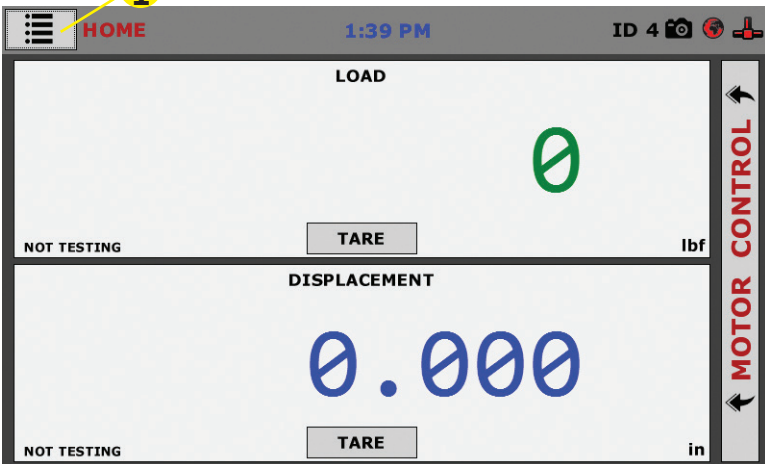 HOME 1:39 PM ID 4
LOAD
0
NOT TESTING TARE lbf
DISPLACEMENT
0.000
NOT TESTING TARE in
MOTOR CONTROL